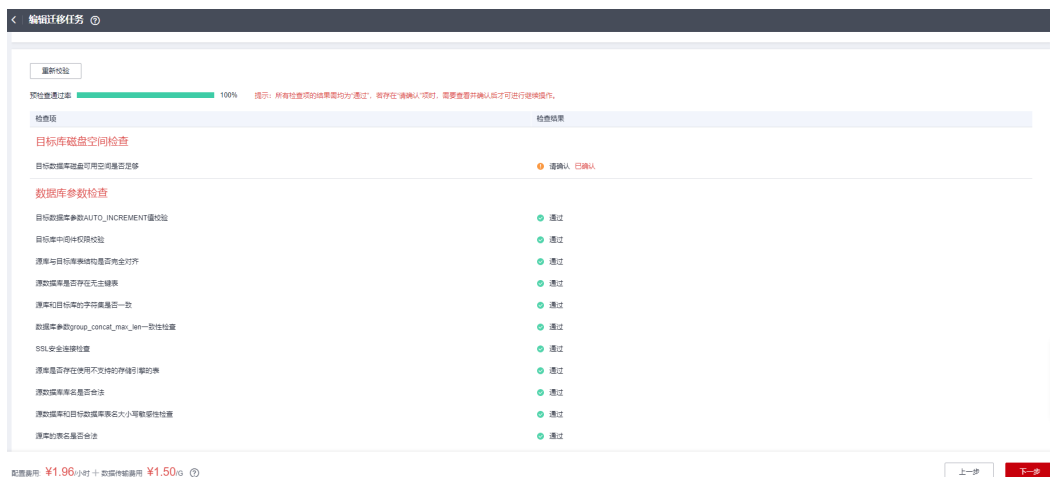 编辑迁移任务
重新校验
预检查通过率 100% 提示：所有检查项的结果需均为“通过”，若存在“请确认”项时，需要查看并确认后才可进行继续操作。
检查项 检查结果
目标库磁盘空间检查
目标数据库磁盘可用空间是否足够 请确认 已确认
数据库参数检查
目标数据库参数AUTO_INCREMENT值校验 通过
目标库中间件权限校验 通过
源库与目标库表结构是否完全对齐 通过
源数据库是否存在无主键表 通过
源库和目标库的字符集是否一致 通过
数据库参数group_concat_max_len一致性检查 通过
SSL安全连接检查 通过
源库是否存在使用不支持的存储引擎的表 通过
源数据库库名是否合法 通过
源数据库和目标数据库表名大小写敏感性检查 通过
源库的表名是否合法 通过
配置费用 ¥1.96/小时 + 数据传输费用 ¥1.50/G 上一步 下一步